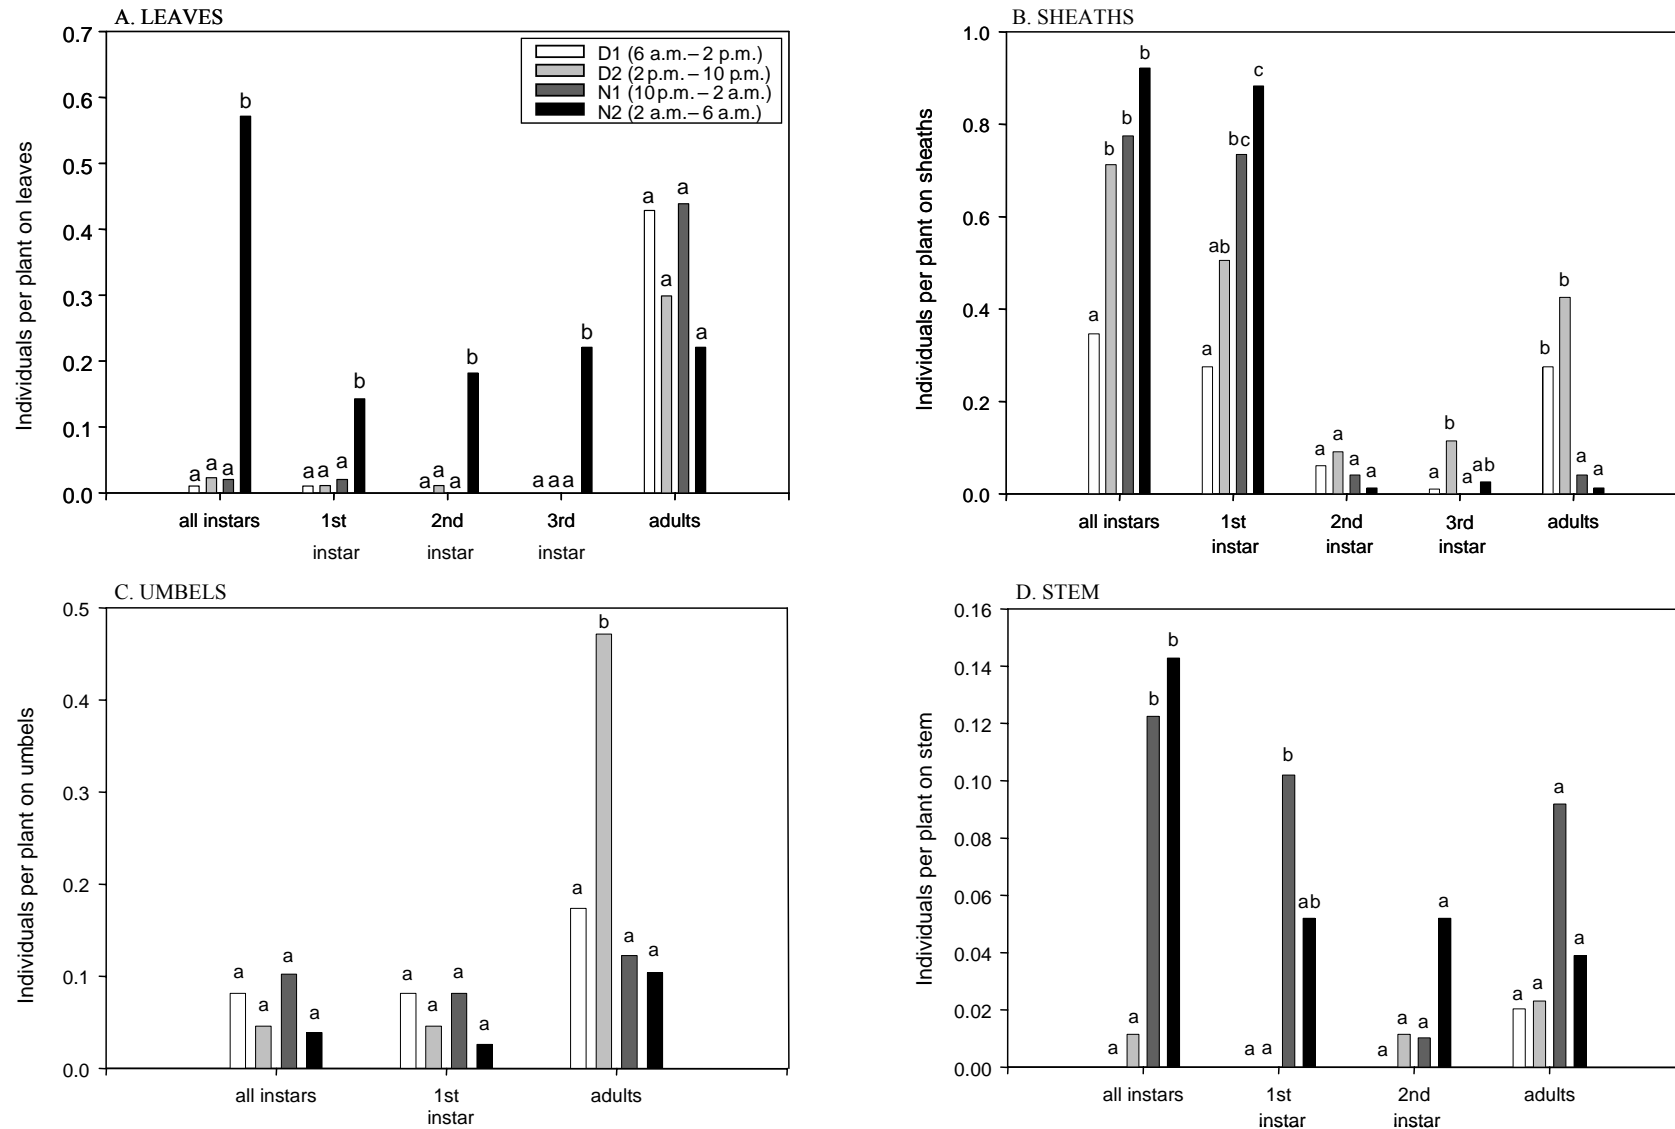 A. LEAVES
0.7
0.6
0.5
0.4
0.3
0.2
0.1
0.0
Individuals per plant on leaves
D1 (6 a.m. – 2 p.m.)
D2 (2 p.m. – 10 p.m.)
N1 (10 p.m. – 2 a.m.)
N2 (2 a.m. – 6 a.m.)
a a a b
a a a b
a a a b
a a a b
a a a a
all instars 1st 2nd 3rd adults
instar instar instar
B. SHEATHS
1.0
0.8
0.6
0.4
0.2
0.0
Individuals per plant on sheaths
a b b b
a ab bc c
a a a a
a b a ab
b b a a
all instars 1st 2nd 3rd adults
instar instar instar
C. UMBELS
0.5
0.4
0.3
0.2
0.1
0.0
Individuals per plant on umbels
a a a a
a a a a
a b a a
all instars 1st adults
instar
D. STEM
0.16
0.14
0.12
0.10
0.08
0.06
0.04
0.02
0.00
Individuals per plant on stem
a a b b
a a b ab
a a a a
a a a a
all instars 1st 2nd adults
instar instar